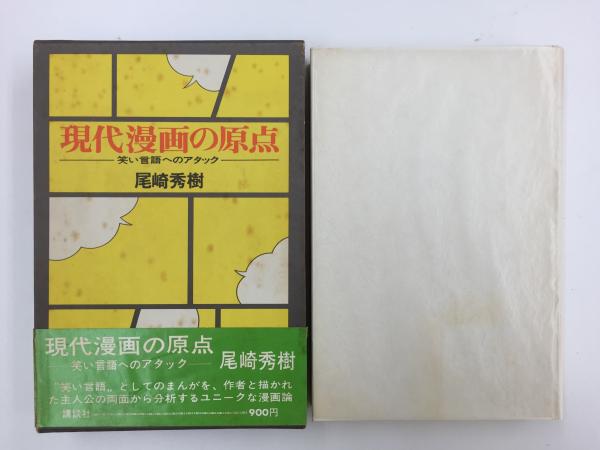 現代漫画の原点
笑い言語へのアタック
尾崎秀樹
現代漫画の原点
笑い言語へのアタック
尾崎秀樹
“笑い言語„としてのまんがを、作者と描かれ
た主人公の両面から分析するユニークな漫画論
講談社
900円